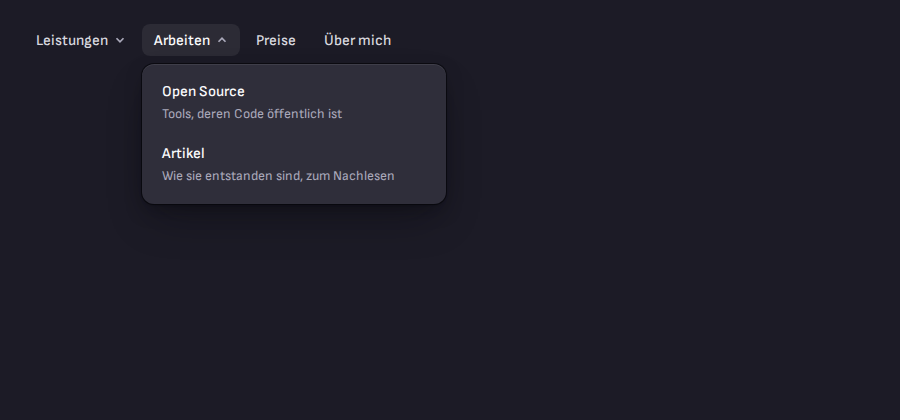 Leistungen Arbeiten Preise Über mich
Open Source
Tools, deren Code öffentlich ist
Artikel
Wie sie entstanden sind, zum Nachlesen